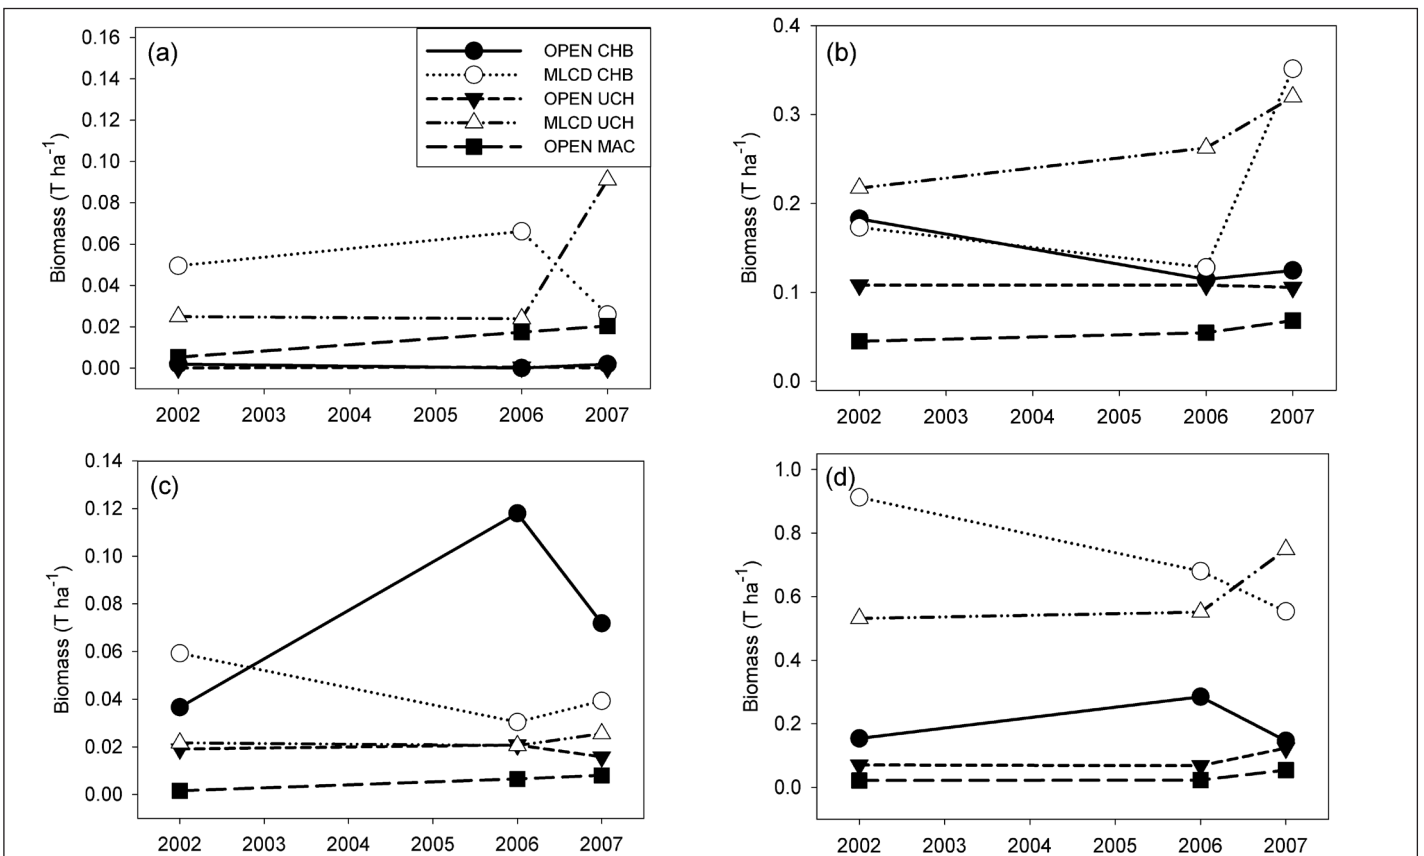 (a)
OPEN CHB
MLCD CHB
OPEN UCH
MLCD UCH
OPEN MAC
Biomass (T ha⁻¹)
0.16
0.14
0.12
0.10
0.08
0.06
0.04
0.02
0.00
2002 2003 2004 2005 2006 2007
(b)
Biomass (T ha⁻¹)
0.4
0.3
0.2
0.1
0.0
2002 2003 2004 2005 2006 2007
(c)
Biomass (T ha⁻¹)
0.14
0.12
0.10
0.08
0.06
0.04
0.02
0.00
2002 2003 2004 2005 2006 2007
(d)
Biomass (T ha⁻¹)
1.0
0.8
0.6
0.4
0.2
0.0
2002 2003 2004 2005 2006 2007